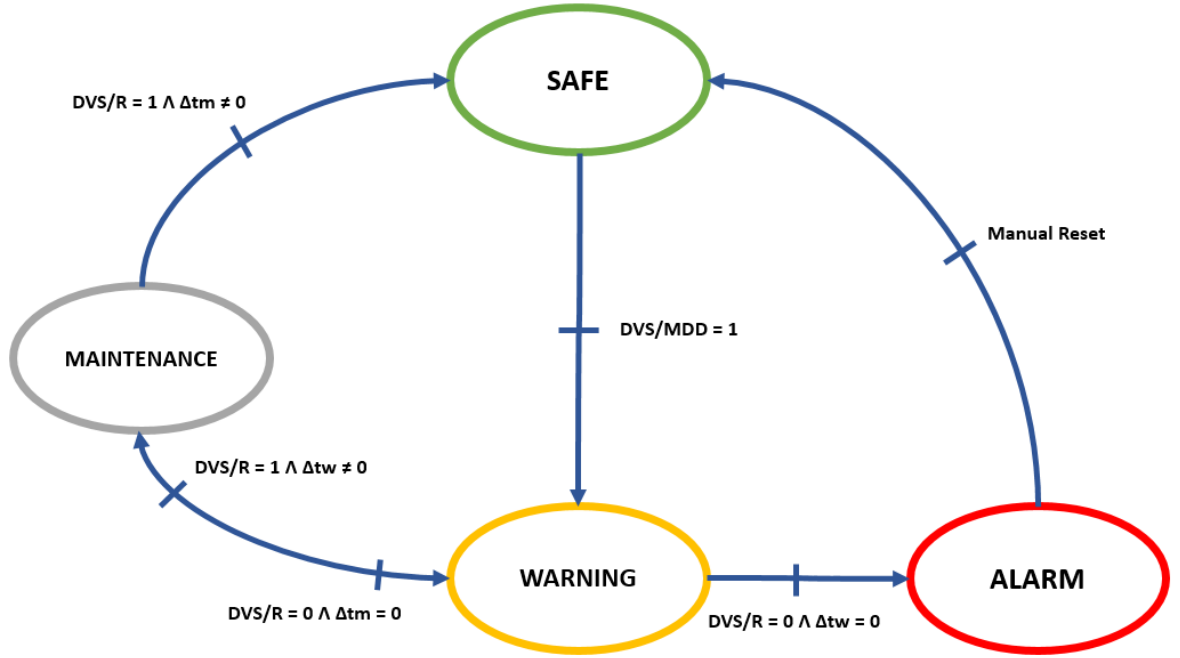 SAFE
DVS/R = 1 Λ Δtm ≠ 0
Manual Reset
DVS/MDD = 1
MAINTENANCE
DVS/R = 1 Λ Δtw ≠ 0
WARNING
ALARM
DVS/R = 0 Λ Δtm = 0
DVS/R = 0 Λ Δtw = 0